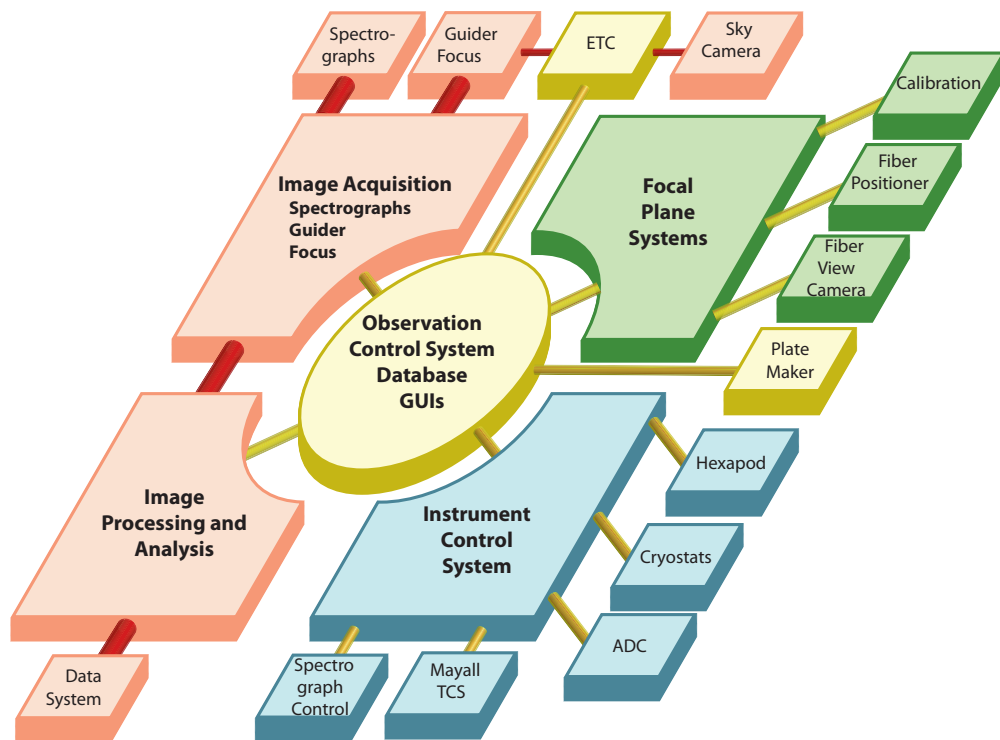 Spectro-
graphs
Guider
Focus
ETC
Sky
Camera
Calibration
Fiber
Positioner
Fiber
View
Camera
Plate
Maker
Image Acquisition
Spectrographs
Guider
Focus
Focal
Plane
Systems
Observation
Control System
Database
GUIs
Image
Processing and
Analysis
Instrument
Control
System
Hexapod
Cryostats
ADC
Data
System
Spectro
graph
Control
Mayall
TCS